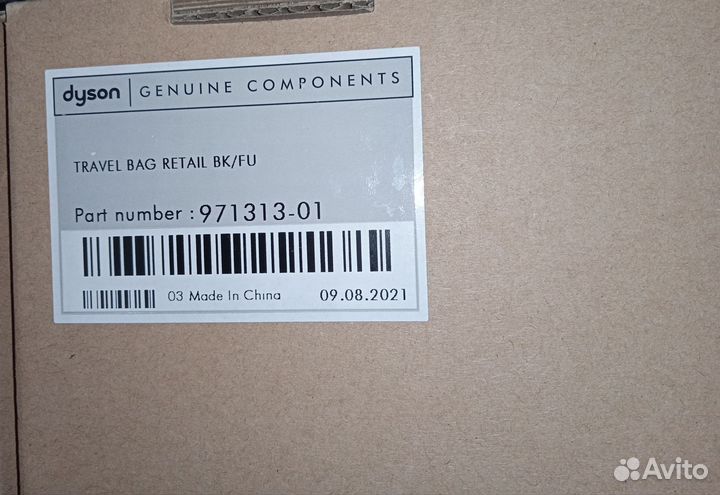 dyson GENUINE COMPONENTS
TRAVEL BAG RETAIL BK/FU
Part number : 971313-01
03 Made In China 09.08.2021
Avito